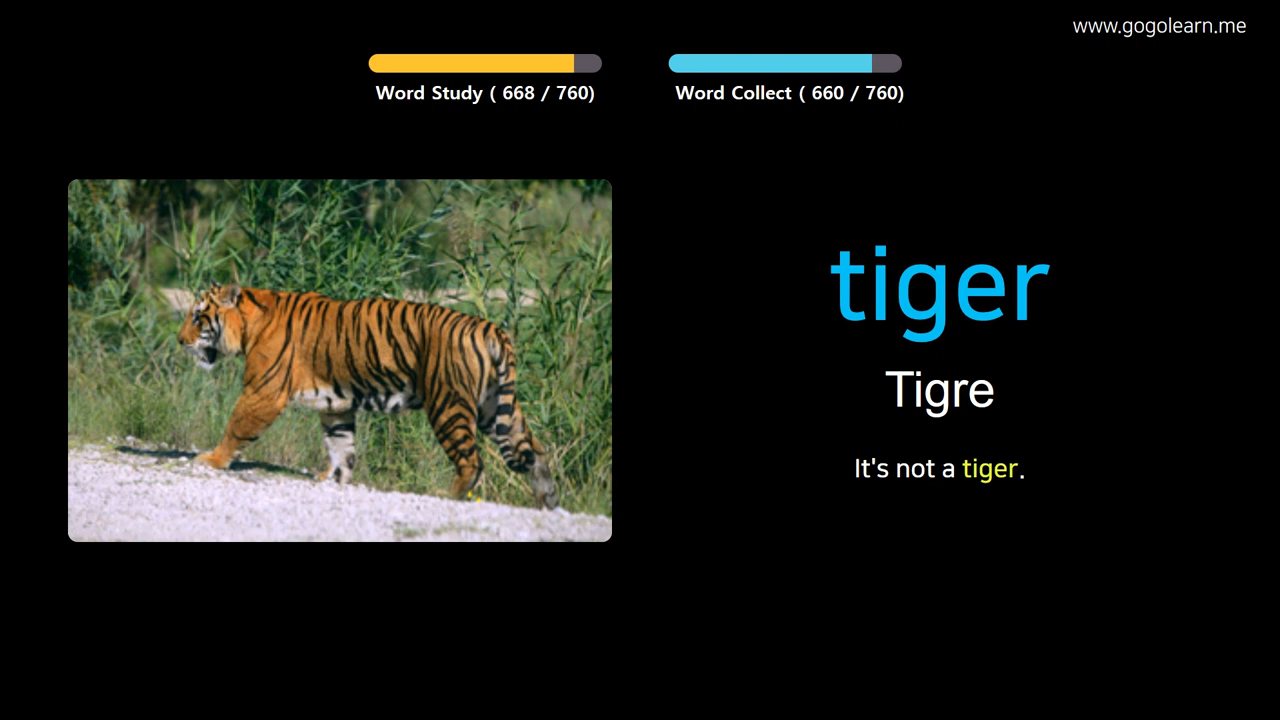 www.gogolearn.me
Word Study ( 668 / 760)
Word Collect ( 660 / 760)
tiger
Tigre
It's not a tiger.